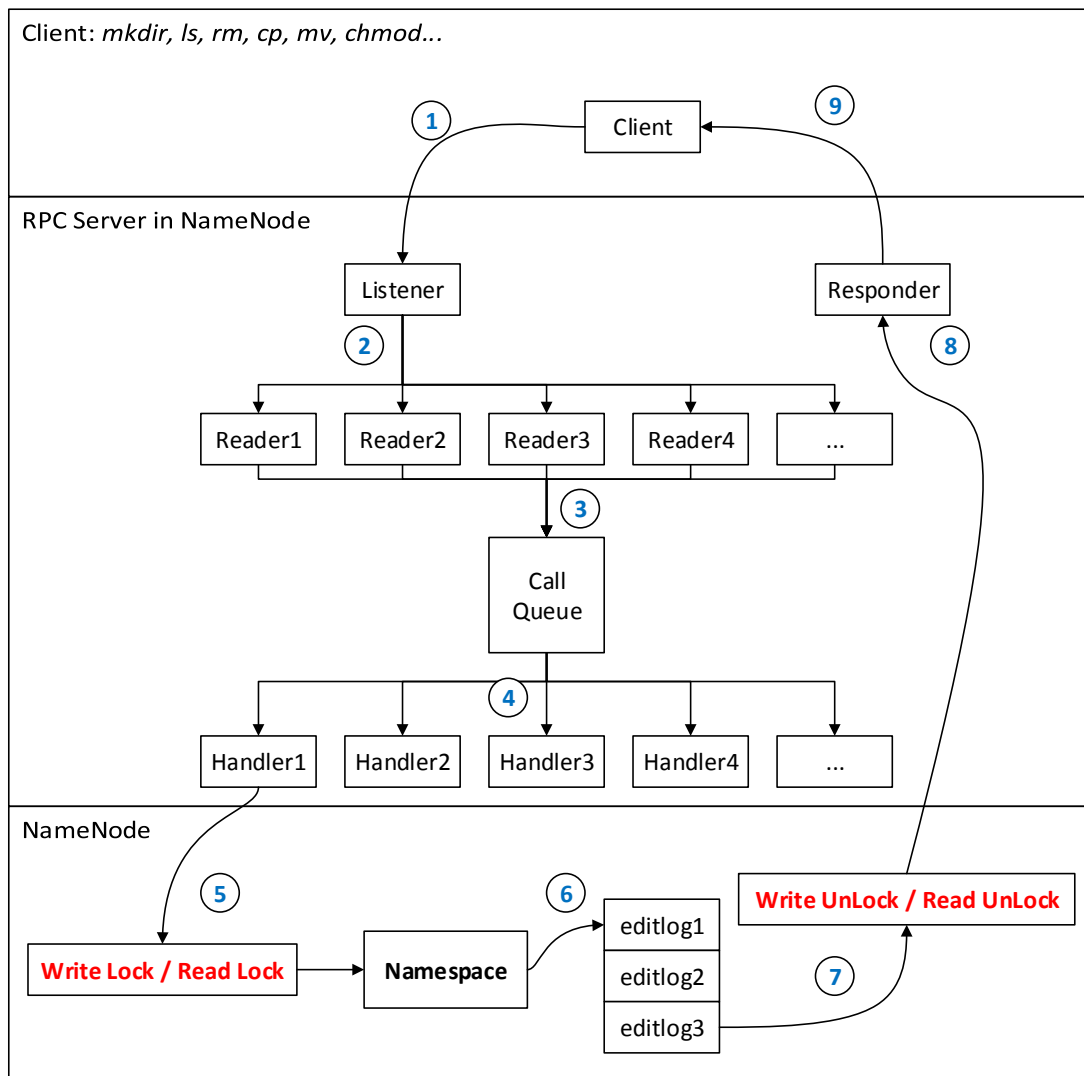 Client: mkdir, ls, rm, cp, mv, chmod...
1
Client
9
RPC Server in NameNode
Listener
Responder
2
8
Reader1
Reader2
Reader3
Reader4
...
3
Call
Queue
4
Handler1
Handler2
Handler3
Handler4
...
NameNode
5
6
Write UnLock / Read UnLock
editlog1
Write Lock / Read Lock
Namespace
editlog2
7
editlog3